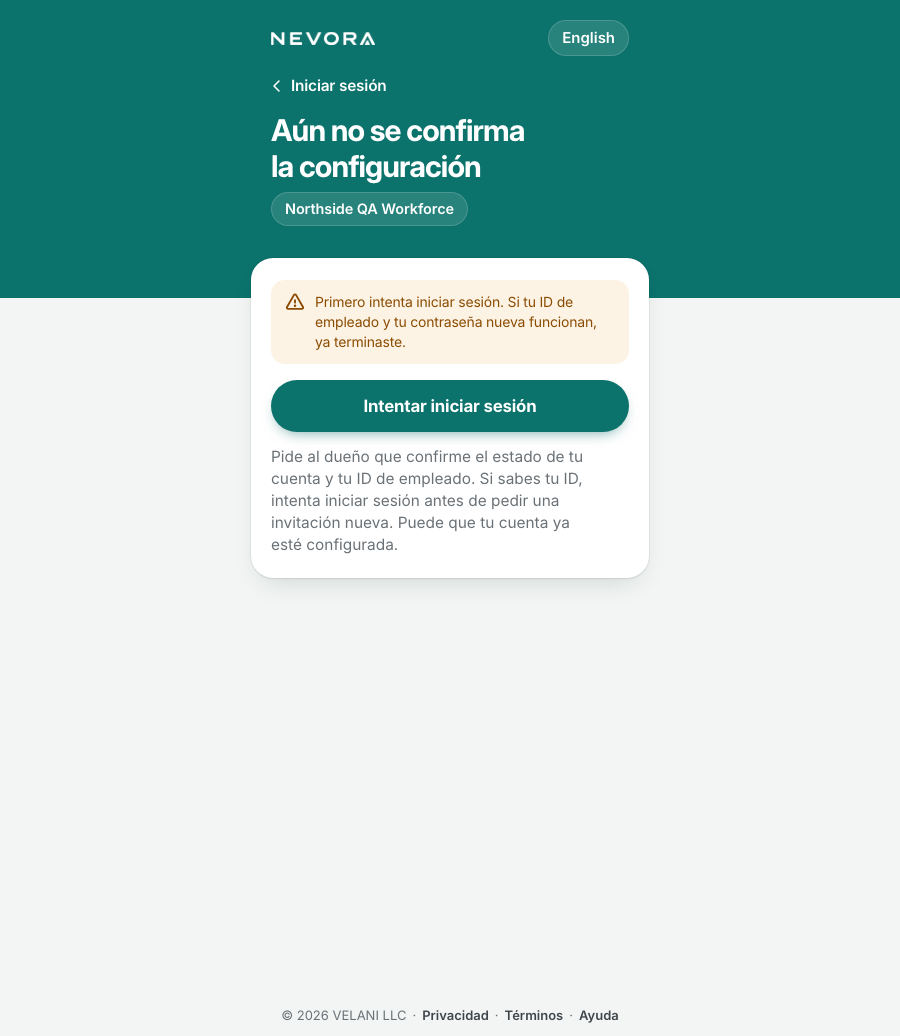 NEVORA
English
Iniciar sesión
Aún no se confirma
la configuración
Northside QA Workforce
Primero intenta iniciar sesión. Si tu ID de
empleado y tu contraseña nueva funcionan,
ya terminaste.
Intentar iniciar sesión
Pide al dueño que confirme el estado de tu
cuenta y tu ID de empleado. Si sabes tu ID,
intenta iniciar sesión antes de pedir una
invitación nueva. Puede que tu cuenta ya
esté configurada.
© 2026 VELANI LLC · Privacidad · Términos · Ayuda